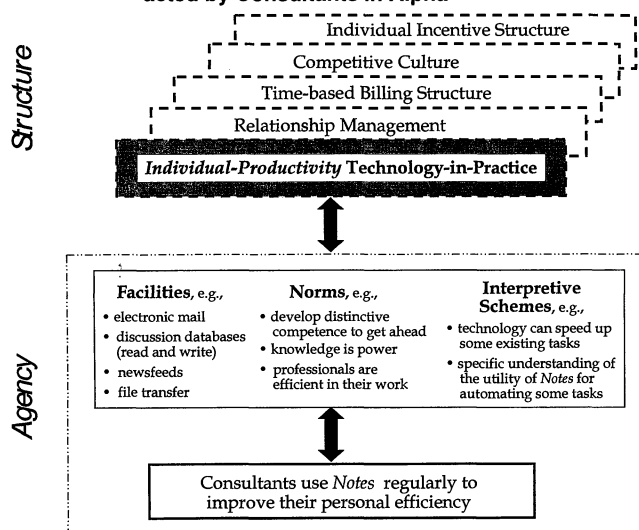 acted by Consultants in Alpha
Structure
Individual Incentive Structure
Competitive Culture
Time-based Billing Structure
Relationship Management
Individual-Productivity Technology-in-Practice
Agency
Facilities, e.g.,
• electronic mail
• discussion databases
(read and write)
• newsfeeds
• file transfer
Norms, e.g.,
• develop distinctive
competence to get ahead
• knowledge is power
• professionals are
efficient in their work
Interpretive
Schemes, e.g.,
• technology can speed up
some existing tasks
• specific understanding of
the utility of Notes for
automating some tasks
Consultants use Notes regularly to
improve their personal efficiency